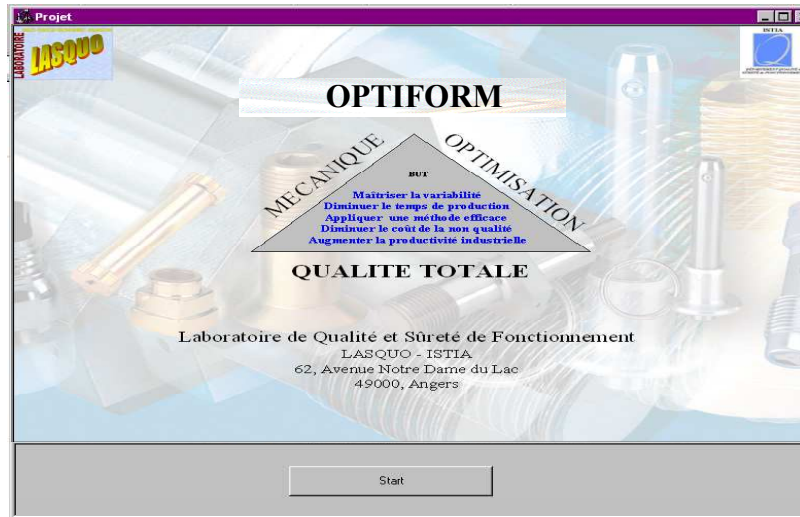 Projet
LABORATOIRE
LASQUO
ISTIA
OPTIFORM
MECANIQUE
OPTIMISATION
BUT
Maîtriser la variabilité
Diminuer le temps de production
Appliquer une méthode efficace
Diminuer le coût de la non qualité
Augmenter la productivité industrielle
QUALITE TOTALE
Laboratoire de Qualité et Sûreté de Fonctionnement
LASQUO - ISTIA
62, Avenue Notre Dame du Lac
49000, Angers
Start